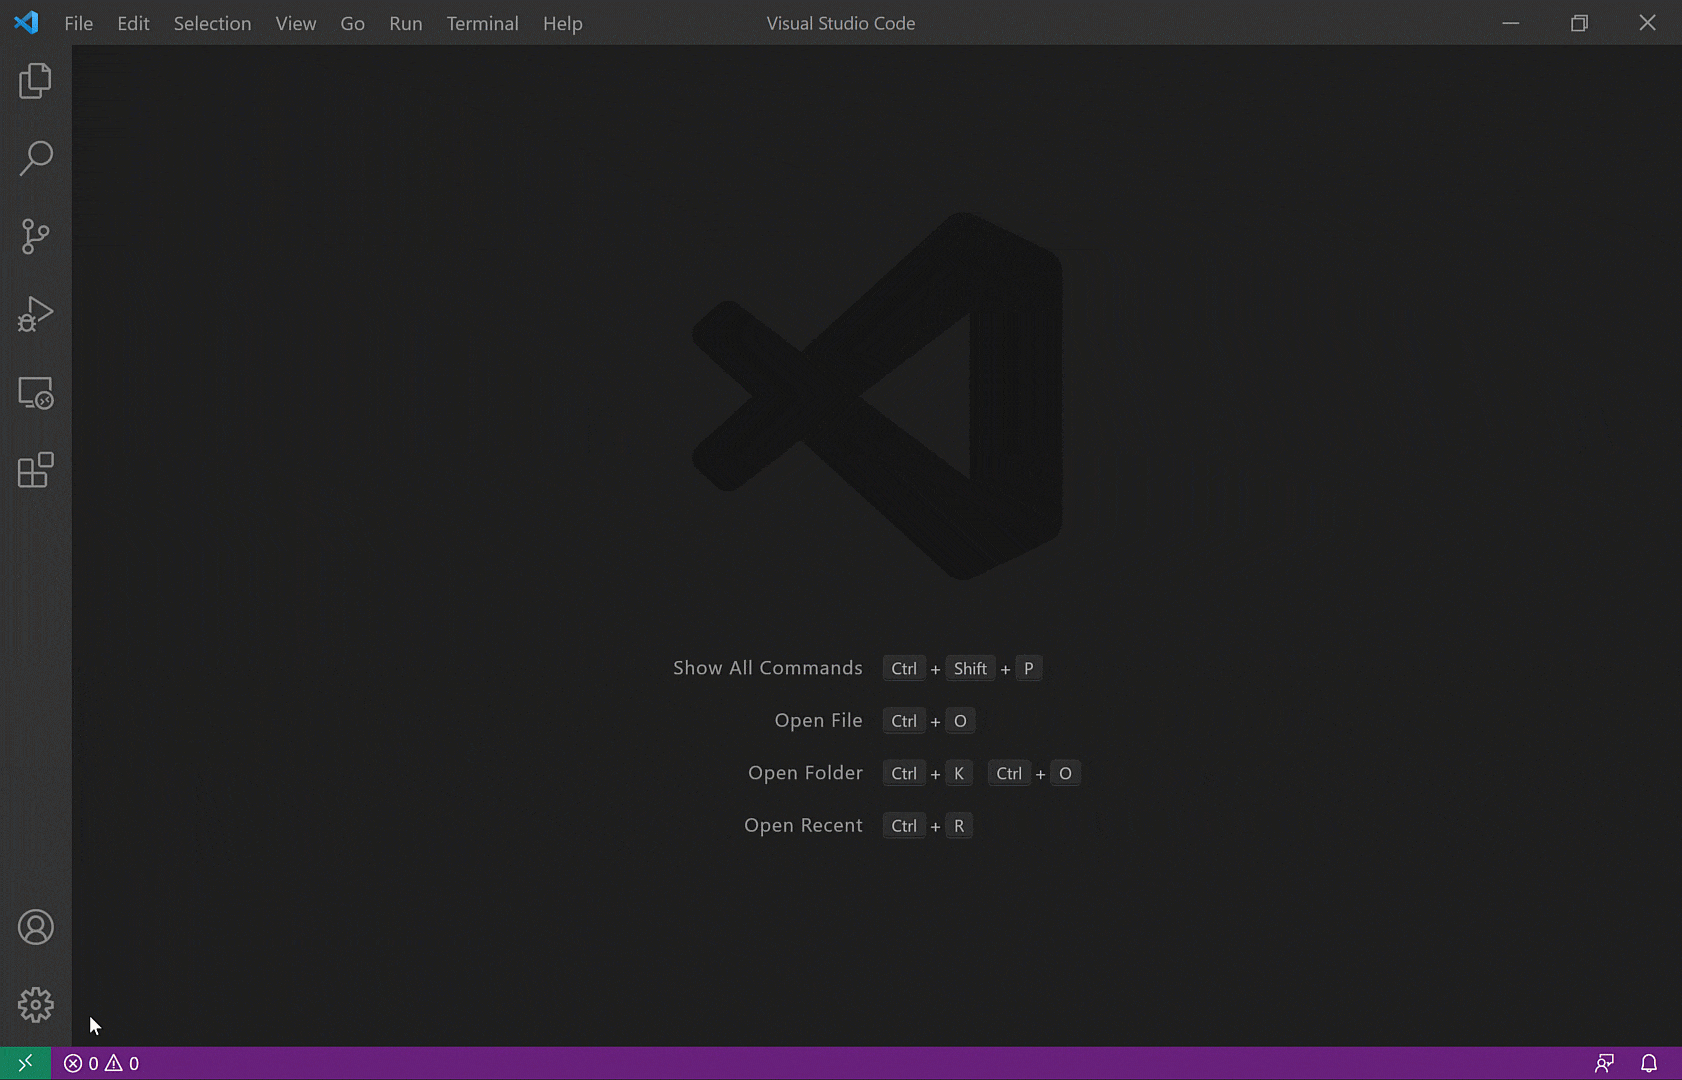 File Edit Selection View Go Run Terminal Help Visual Studio Code
Show All Commands Ctrl + Shift + P
Open File Ctrl + O
Open Folder Ctrl + K Ctrl + O
Open Recent Ctrl + R
0 0